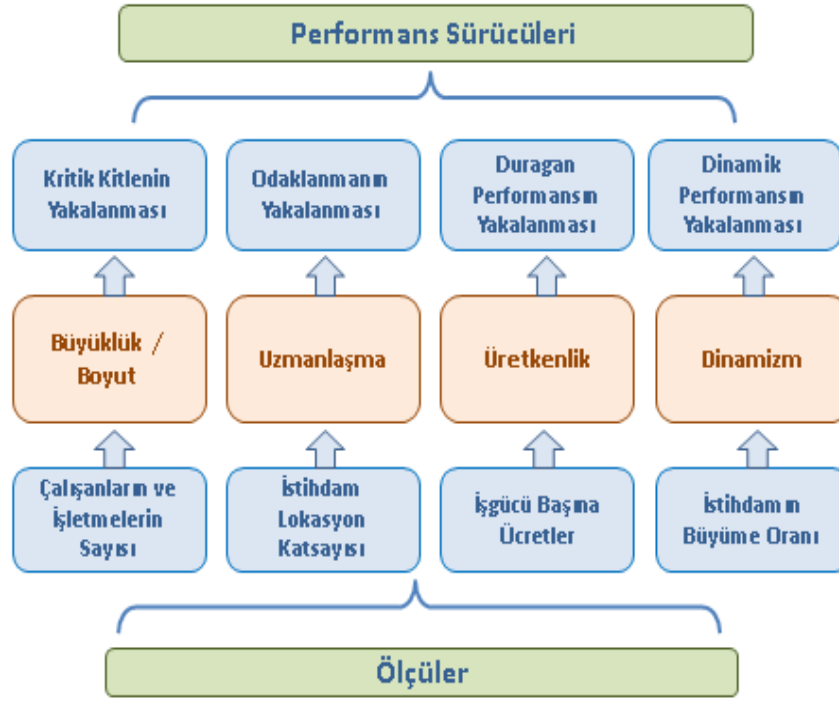 Performans Sürücüleri
Kritik Kitlenin
Yakalanması
Odaklanmanın
Yakalanması
Duragan
Performansın
Yakalanması
Dinamik
Performansın
Yakalanması
Büyüklük /
Boyut
Uzmanlaşma
Üretkenlik
Dinamizm
Çalışanların ve
İşletmelerin
Sayısı
İstihdam
Lokasyon
Katsayısı
İşgücü Başına
Ücretler
İstihdamın
Büyüme Oranı
Ölçüler